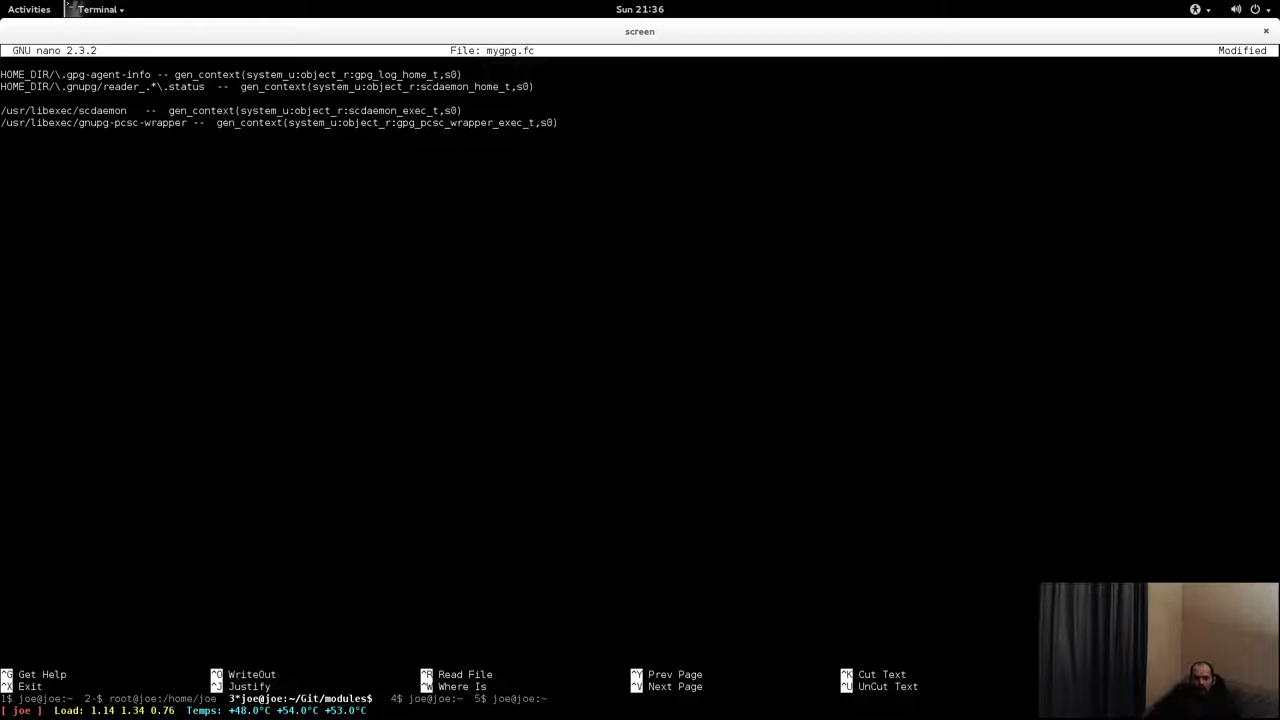 Activities Terminal Sun 21:36
screen ×
GNU nano 2.3.2 File: mygpg.fc Modified
HOME_DIR/\.gpg-agent-info -- gen_context(system_u:object_r:gpg_log_home_t,s0)
HOME_DIR/\.gnupg/reader_.*\.status -- gen_context(system_u:object_r:scdaemon_home_t,s0)
/usr/libexec/scdaemon -- gen_context(system_u:object_r:scdaemon_exec_t,s0)
/usr/libexec/gnupg-pcsc-wrapper -- gen_context(system_u:object_r:gpg_pcsc_wrapper_exec_t,s0)
^G Get Help ^O WriteOut ^R Read File ^Y Prev Page ^K Cut Text
^X Exit ^J Justify ^W Where Is ^V Next Page ^U UnCut Text
1$ joe@joe:~ 2-$ root@joe:/home/joe 3*joe@joe:~/Git/modules$ 4$ joe@joe:~ 5$ joe@joe:~
[ joe ] Load: 1.14 1.34 0.76 Temps: +48.0°C +54.0°C +53.0°C